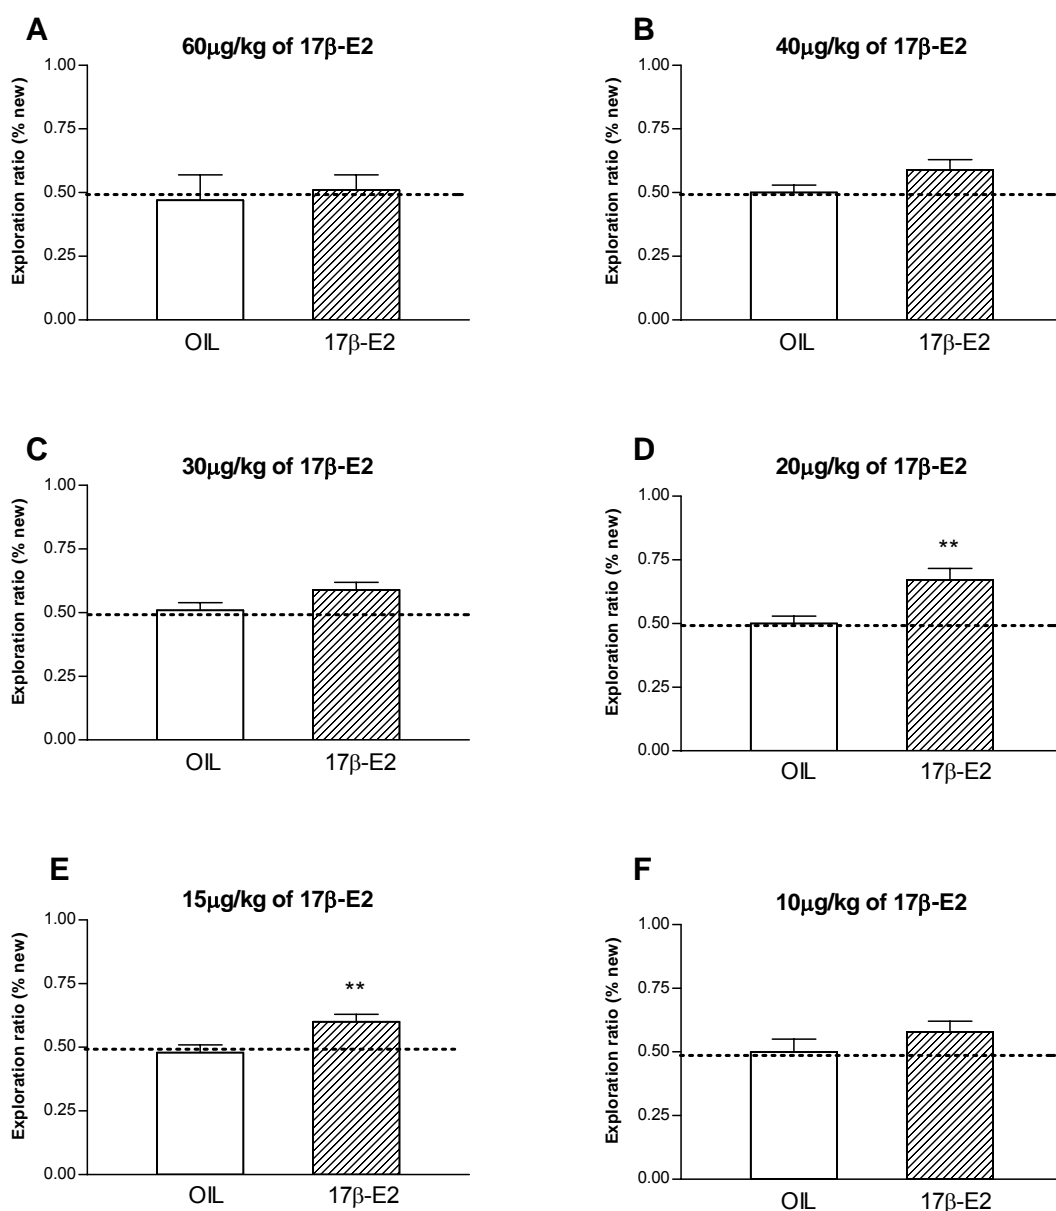 A
60μg/kg of 17β-E2
Exploration ratio (% new)
1.00
0.75
0.50
0.25
0.00
OIL
17β-E2
B
40μg/kg of 17β-E2
Exploration ratio (% new)
1.00
0.75
0.50
0.25
0.00
OIL
17β-E2
C
30μg/kg of 17β-E2
Exploration ratio (% new)
1.00
0.75
0.50
0.25
0.00
OIL
17β-E2
D
20μg/kg of 17β-E2
Exploration ratio (% new)
1.00
0.75
0.50
0.25
0.00
**
OIL
17β-E2
E
15μg/kg of 17β-E2
Exploration ratio (% new)
1.00
0.75
0.50
0.25
0.00
**
OIL
17β-E2
F
10μg/kg of 17β-E2
Exploration ratio (% new)
1.00
0.75
0.50
0.25
0.00
OIL
17β-E2